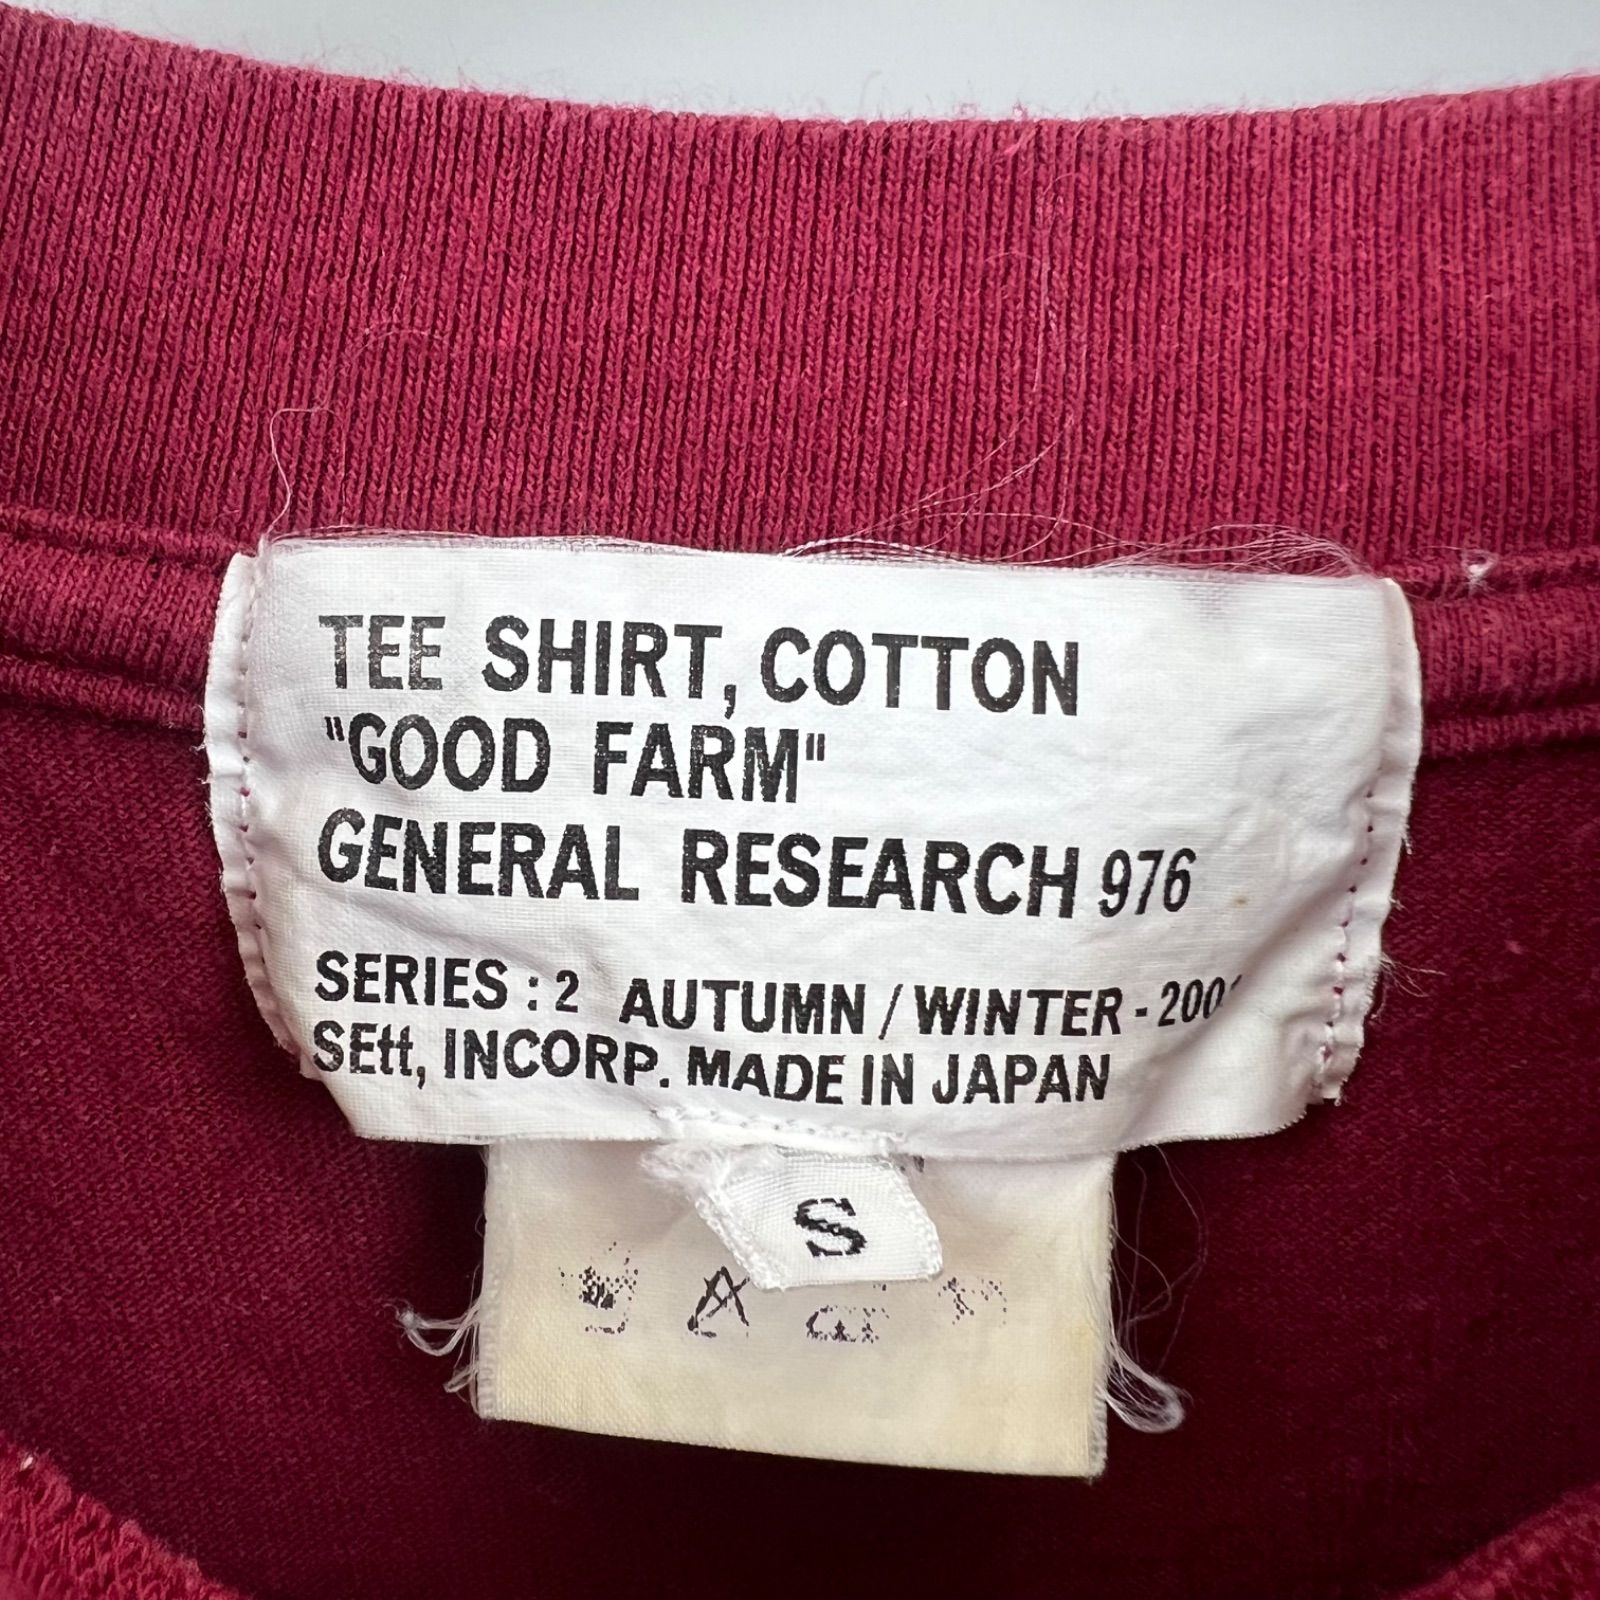 TEE SHIRT, COTTON
"GOOD FARM"
GENERAL RESEARCH 976
SERIES : 2 AUTUMN / WINTER -
SEtt, INCORP. MADE IN JAPAN
S